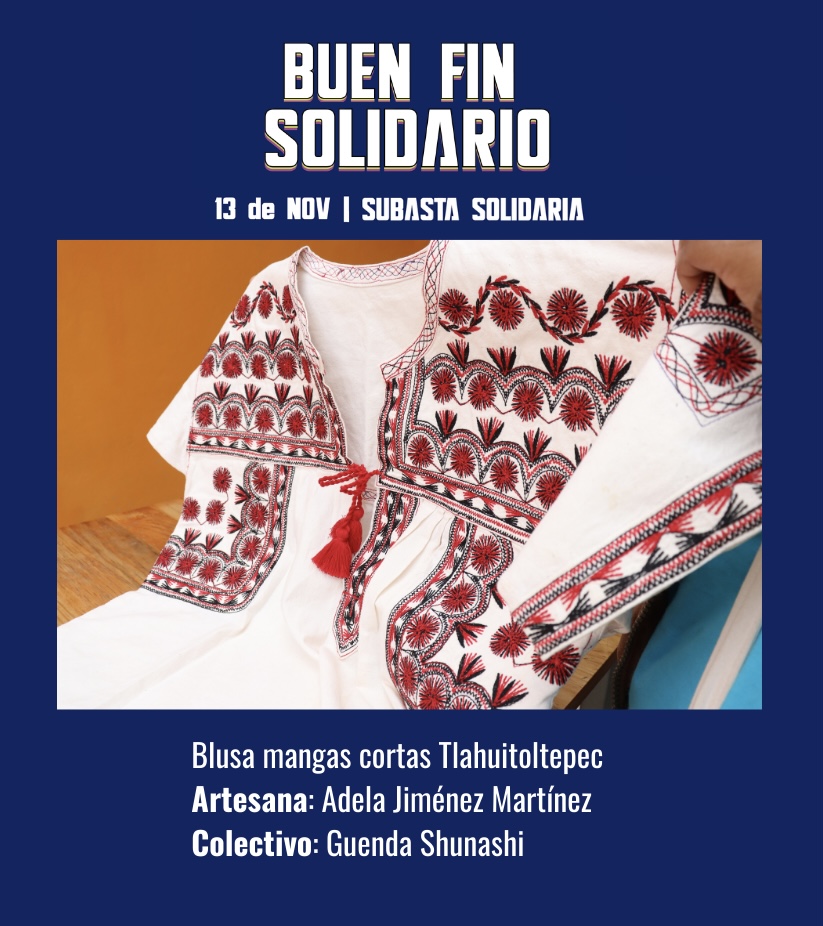 BUEN FIN
SOLIDARIO
13 de NOV | SUBASTA SOLIDARIA
Blusa mangas cortas Tlahuitoltepec
Artesana: Adela Jiménez Martínez
Colectivo: Guenda Shunashi